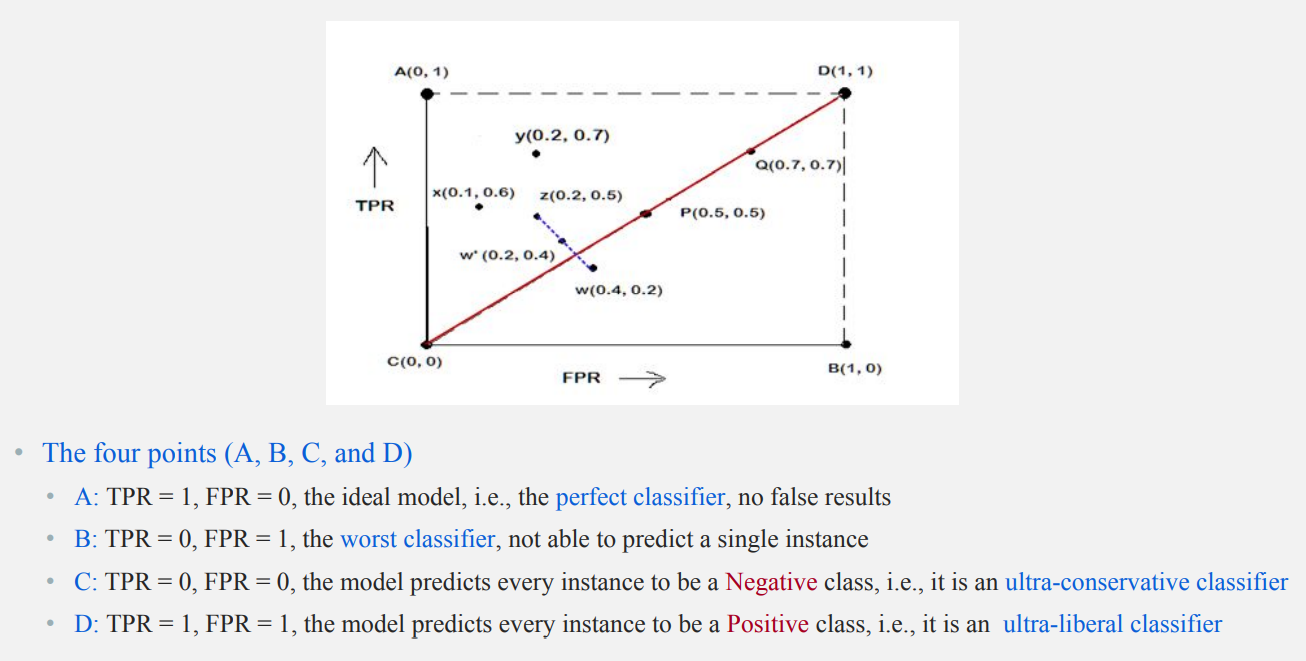 A(0, 1)
D(1, 1)
y(0.2, 0.7)
Q(0.7, 0.7)
x(0.1, 0.6)
z(0.2, 0.5)
TPR
P(0.5, 0.5)
w' (0.2, 0.4)
w(0.4, 0.2)
C(0, 0)
B(1, 0)
FPR
• The four points (A, B, C, and D)
• A: TPR = 1, FPR = 0, the ideal model, i.e., the perfect classifier, no false results
• B: TPR = 0, FPR = 1, the worst classifier, not able to predict a single instance
• C: TPR = 0, FPR = 0, the model predicts every instance to be a Negative class, i.e., it is an ultra-conservative classifier
• D: TPR = 1, FPR = 1, the model predicts every instance to be a Positive class, i.e., it is an ultra-liberal classifier